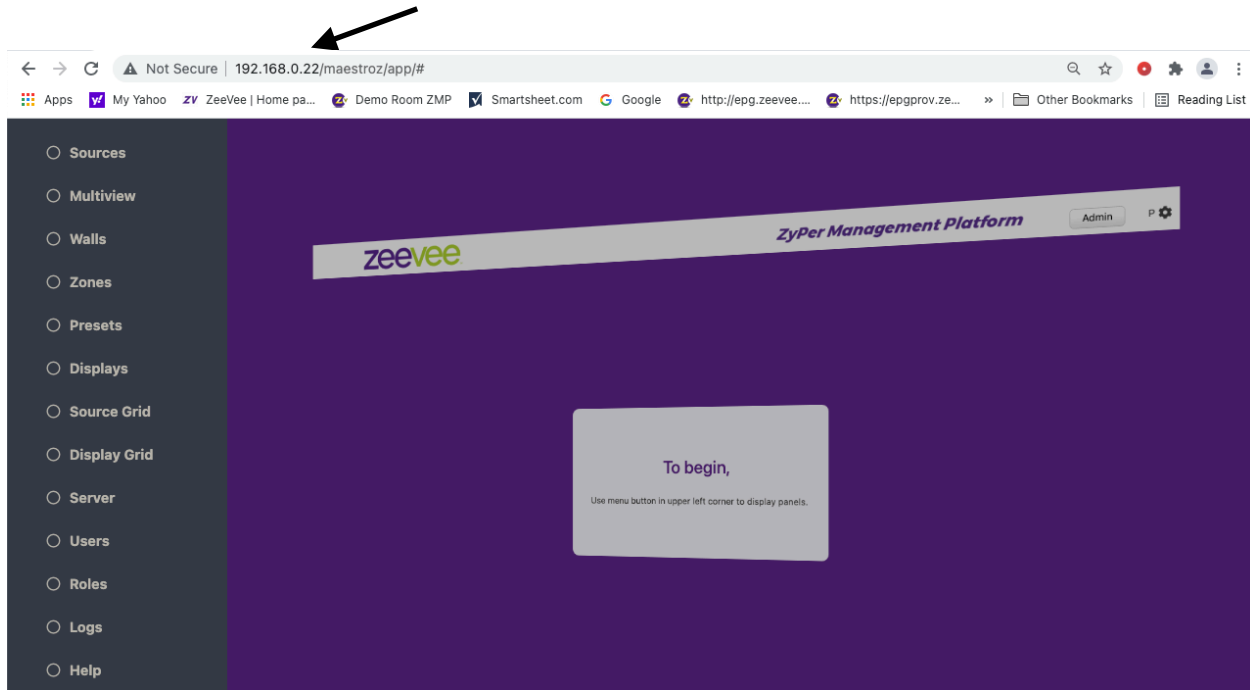 Not Secure | 192.168.0.22/maestroz/app/#
Apps My Yahoo ZV ZeeVee | Home pa... Demo Room ZMP Smartsheet.com Google http://epg.zeevee.... https://epgprov.ze... » Other Bookmarks Reading List
Sources
Multiview
Walls
Zones
Presets
Displays
Source Grid
Display Grid
Server
Users
Roles
Logs
Help
zeevee ZyPer Management Platform Admin P
To begin,
Use menu button in upper left corner to display panels.